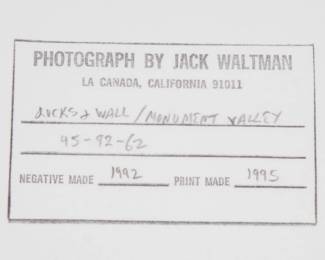 PHOTOGRAPH BY JACK WALTMAN
LA CANADA, CALIFORNIA 91011
ROCKS & WALL / MONUMENT VALLEY
95-92-62
NEGATIVE MADE 1992 PRINT MADE 1995